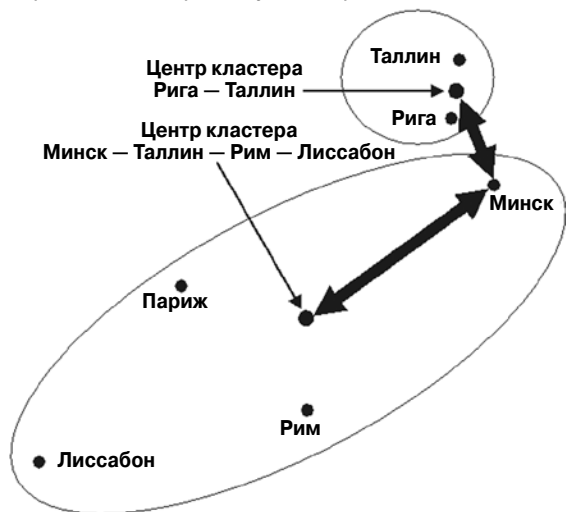 Таллин
Центр кластера
Рига — Таллин
Рига
Центр кластера
Минск — Таллин — Рим — Лиссабон
Минск
Париж
Рим
Лиссабон